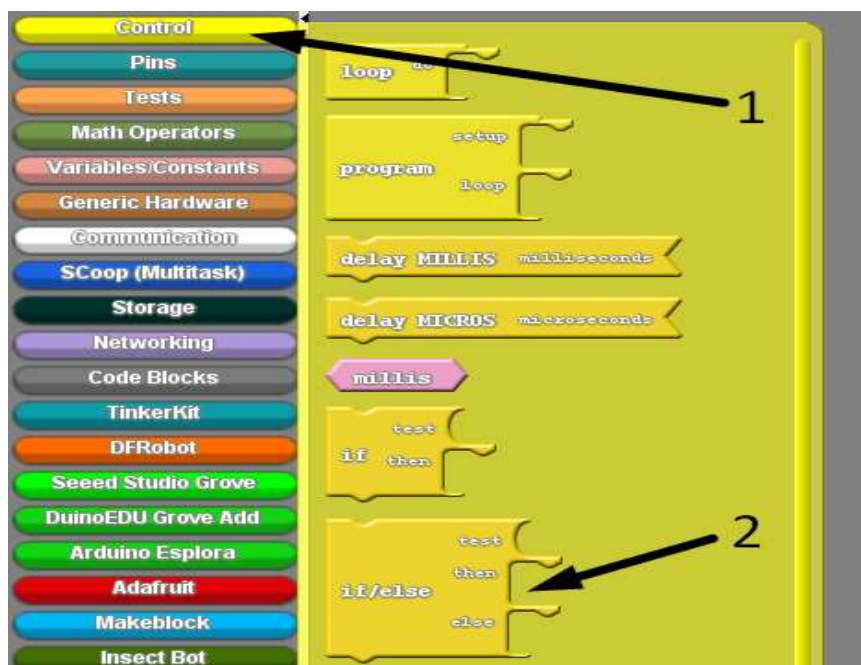 Control
Pins
Tests
Math Operators
Variables/Constants
Generic Hardware
Communication
SCoop (Multitask)
Storage
Networking
Code Blocks
TinkerKit
DFRobot
Seeed Studio Grove
DuinoEDU Grove Add
Arduino Esplora
Adafruit
Makeblock
Insect Bot
loop do
1
setup
program
loop
delay MILLIS milliseconds
delay MICROS microseconds
millis
test
if then
test
2
then
if/else
else